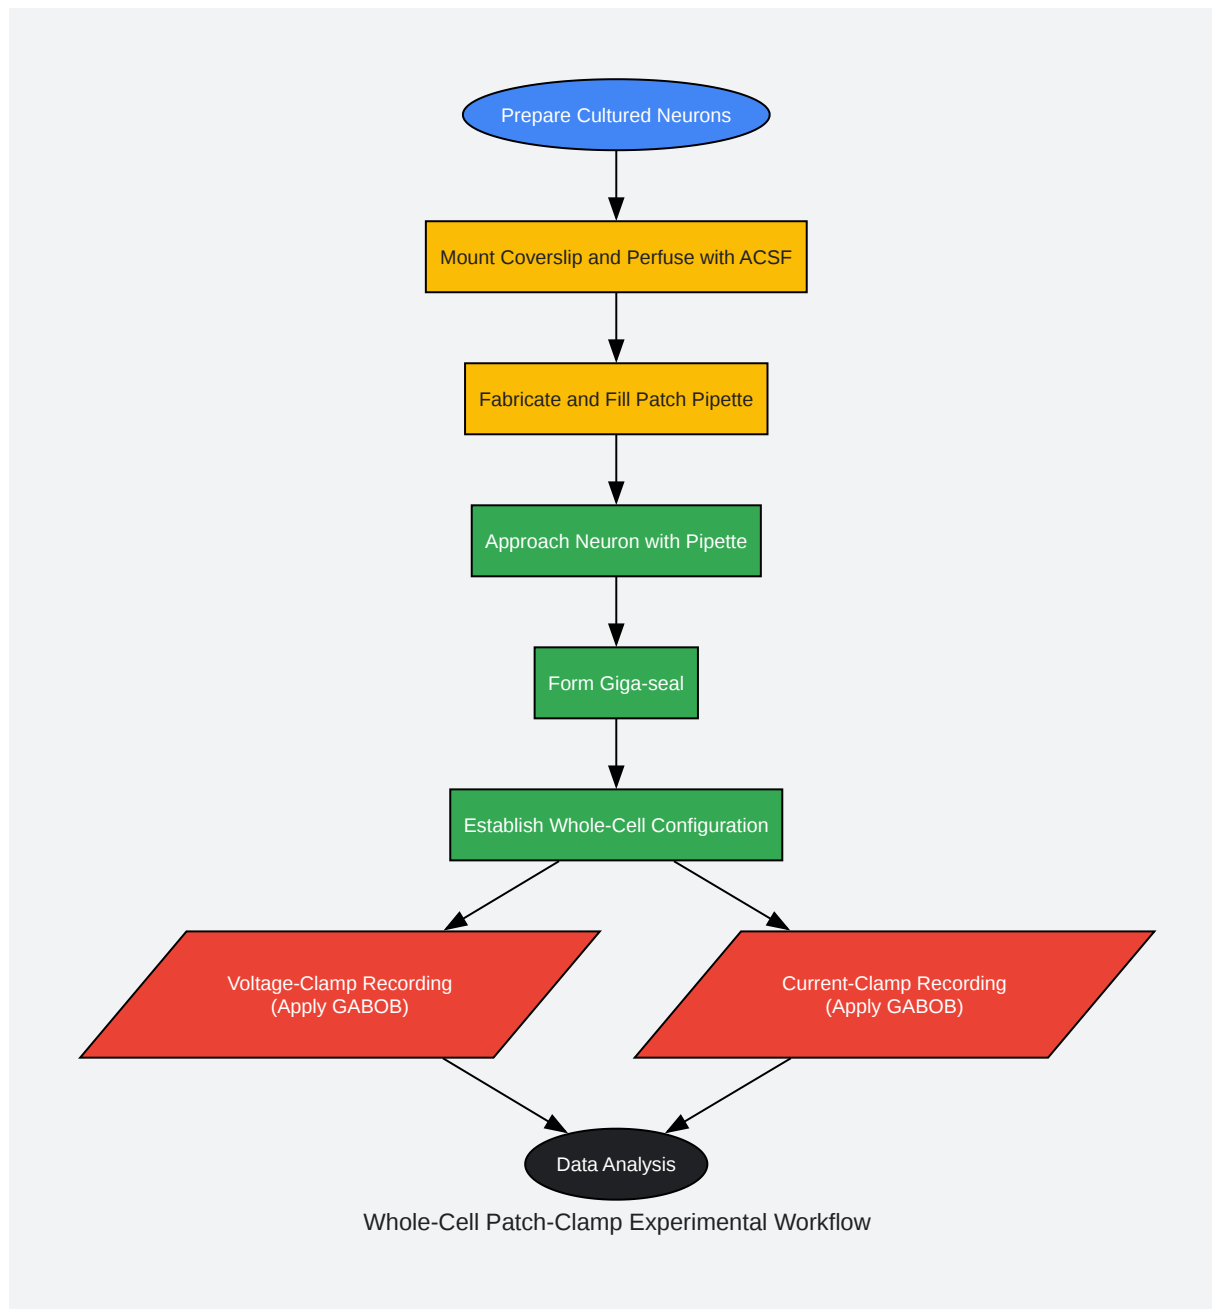 Prepare Cultured Neurons
Mount Coverslip and Perfuse with ACSF
Fabricate and Fill Patch Pipette
Approach Neuron with Pipette
Form Giga-seal
Establish Whole-Cell Configuration
Voltage-Clamp Recording
(Apply GABOB)
Current-Clamp Recording
(Apply GABOB)
Data Analysis
Whole-Cell Patch-Clamp Experimental Workflow